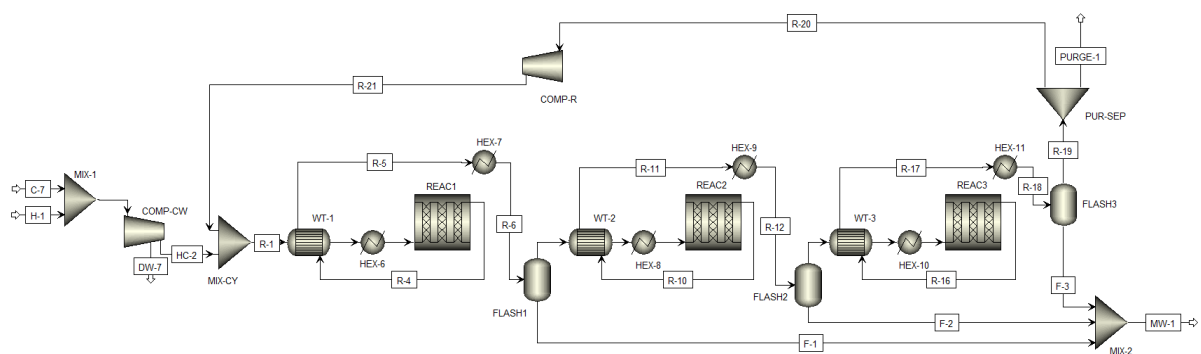 R-20
PURGE-1
R-21
COMP-R
PUR-SEP
HEX-7
HEX-9
HEX-11
R-5
R-11
R-17
R-19
MIX-1
REAC1
REAC2
REAC3
R-18
C-7
COMP-CW
WT-1
R-6
WT-2
R-12
WT-3
FLASH3
H-1
R-1
HC-2
HEX-6
HEX-8
HEX-10
DW-7
MIX-CY
R-4
R-10
R-16
F-3
FLASH1
FLASH2
F-2
MW-1
F-1
MIX-2